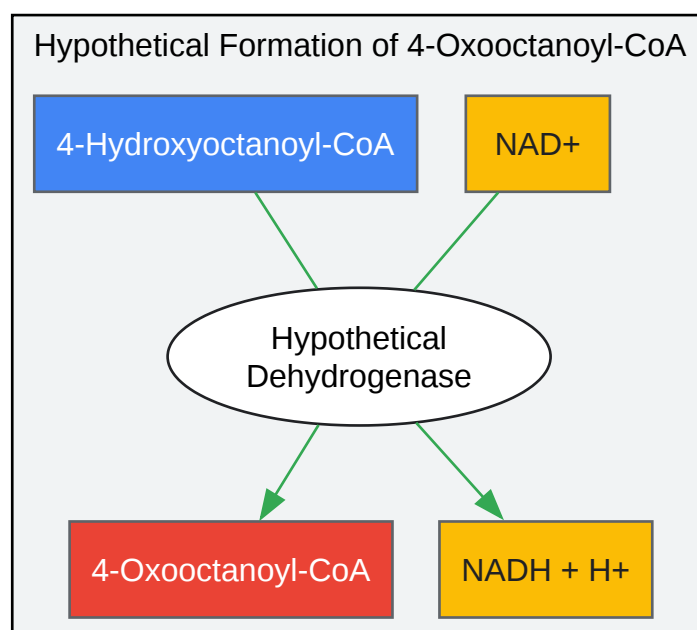 Hypothetical Formation of 4-Oxooctanoyl-CoA
4-Hydroxyoctanoyl-CoA
NAD+
Hypothetical
Dehydrogenase
4-Oxooctanoyl-CoA
NADH + H+